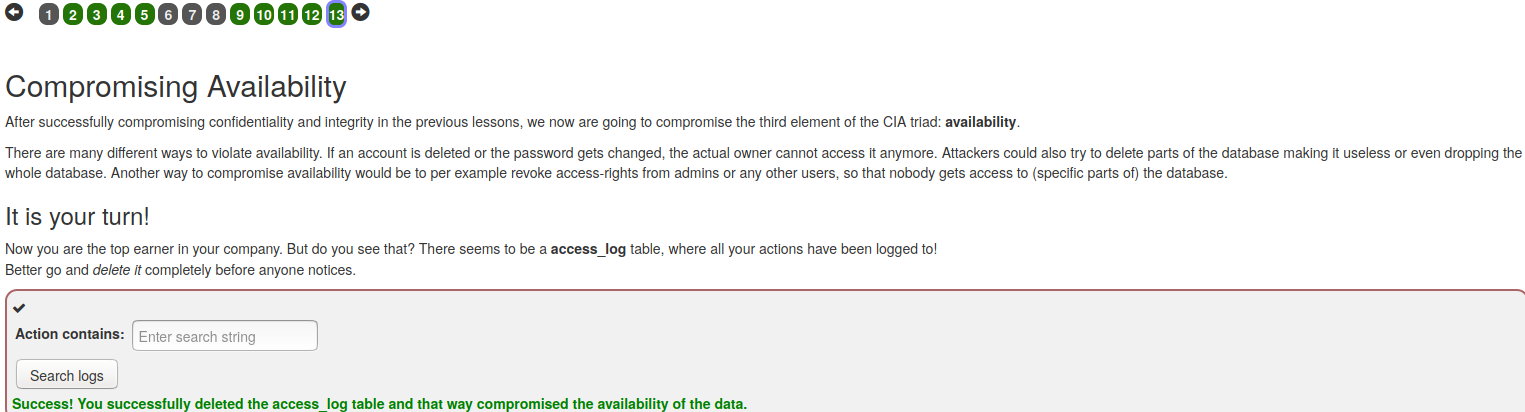 1 2 3 4 5 6 7 8 9 10 11 12 13
Compromising Availability
After successfully compromising confidentiality and integrity in the previous lessons, we now are going to compromise the third element of the CIA triad: availability.
There are many different ways to violate availability. If an account is deleted or the password gets changed, the actual owner cannot access it anymore. Attackers could also try to delete parts of the database making it useless or even dropping the
whole database. Another way to compromise availability would be to per example revoke access-rights from admins or any other users, so that nobody gets access to (specific parts of) the database.
It is your turn!
Now you are the top earner in your company. But do you see that? There seems to be a access_log table, where all your actions have been logged to!
Better go and delete it completely before anyone notices.
Action contains: Enter search string
Search logs
Success! You successfully deleted the access_log table and that way compromised the availability of the data.